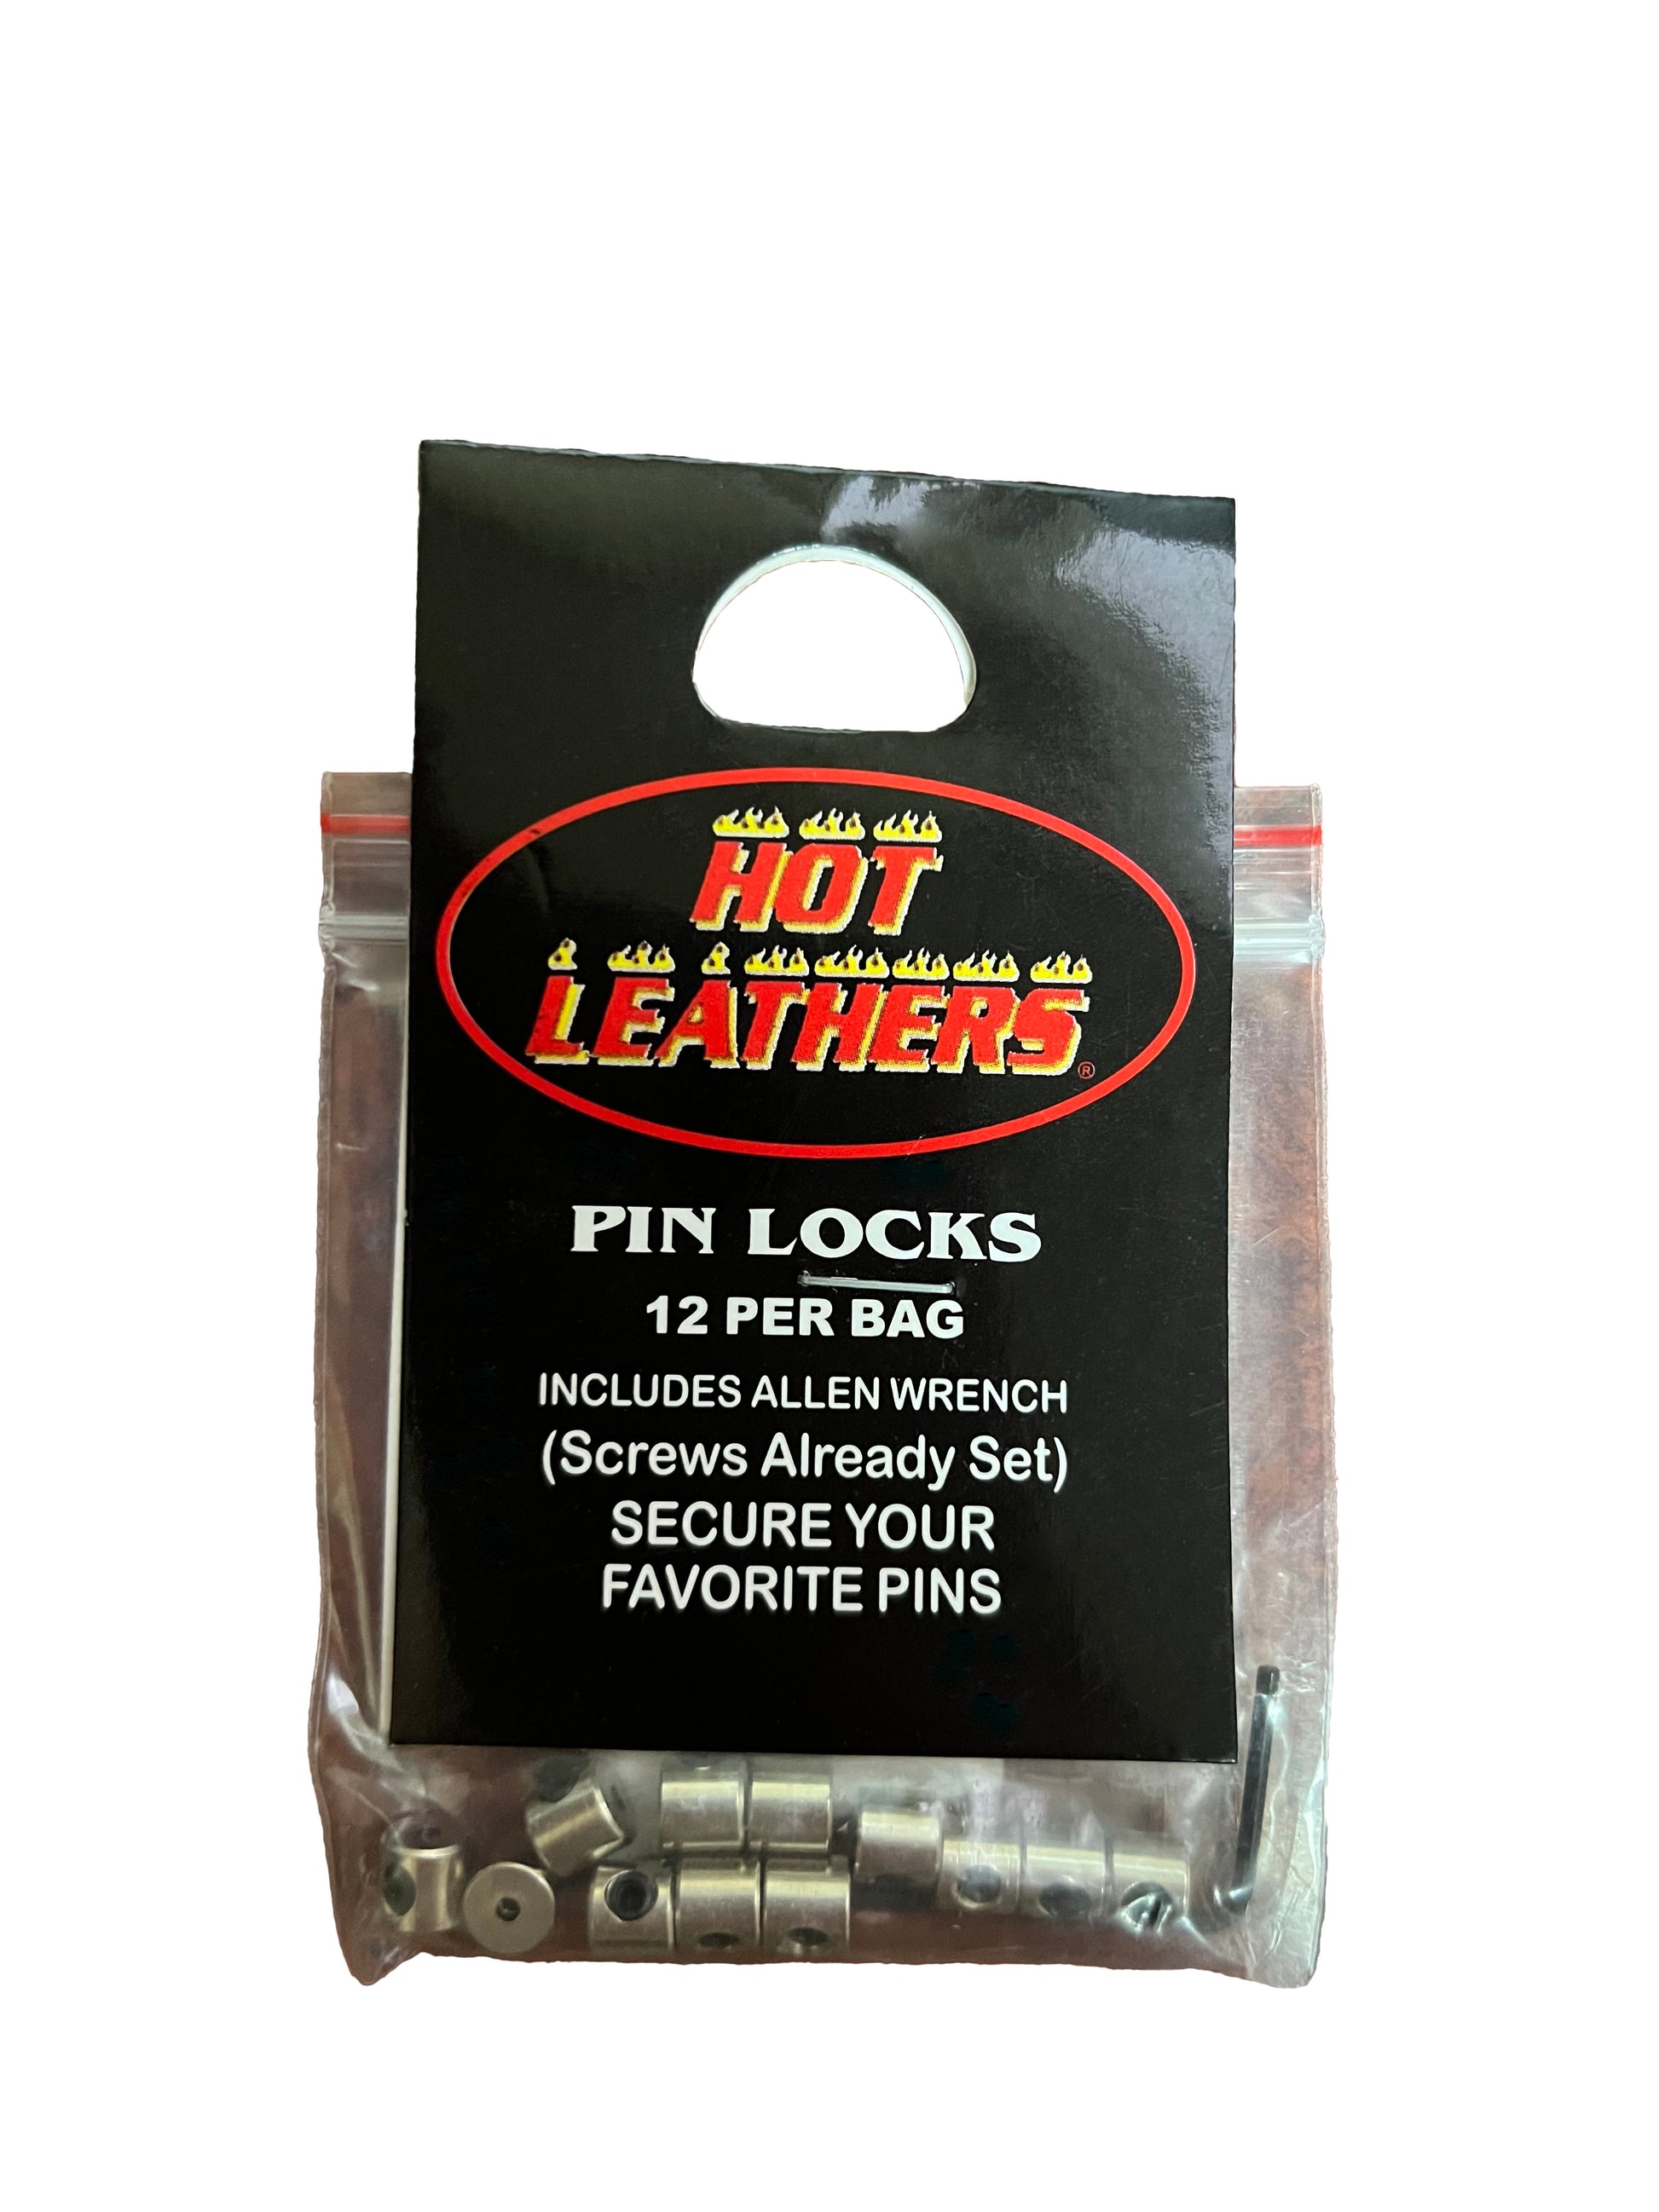 HOT
LEATHERS®
PIN LOCKS
12 PER BAG
INCLUDES ALLEN WRENCH
(Screws Already Set)
SECURE YOUR
FAVORITE PINS